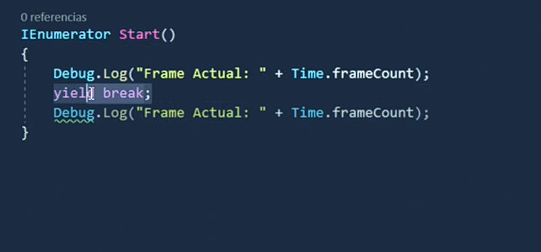 0 referencias
IEnumerator Start()
{
Debug.Log("Frame Actual: " + Time.frameCount);
yield break;
Debug.Log("Frame Actual: " + Time.frameCount);
}